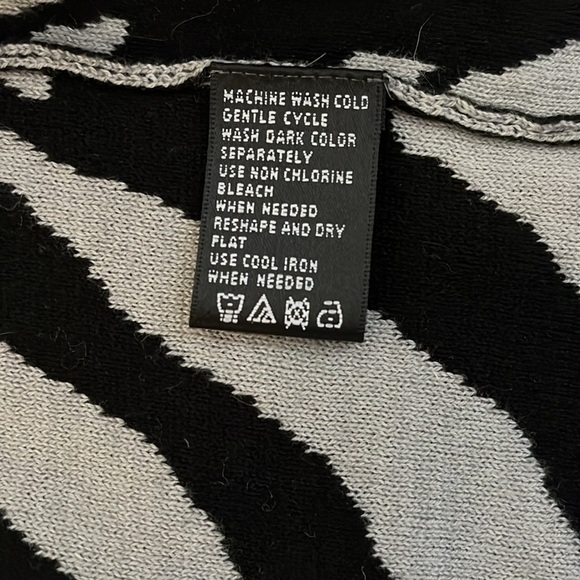 MACHINE WASH COLD
GENTLE CYCLE
WASH DARK COLOR
SEPARATELY
USE NON CHLORINE
BLEACH
WHEN NEEDED
RESHAPE AND DRY
FLAT
USE COOL IRON
WHEN NEEDED